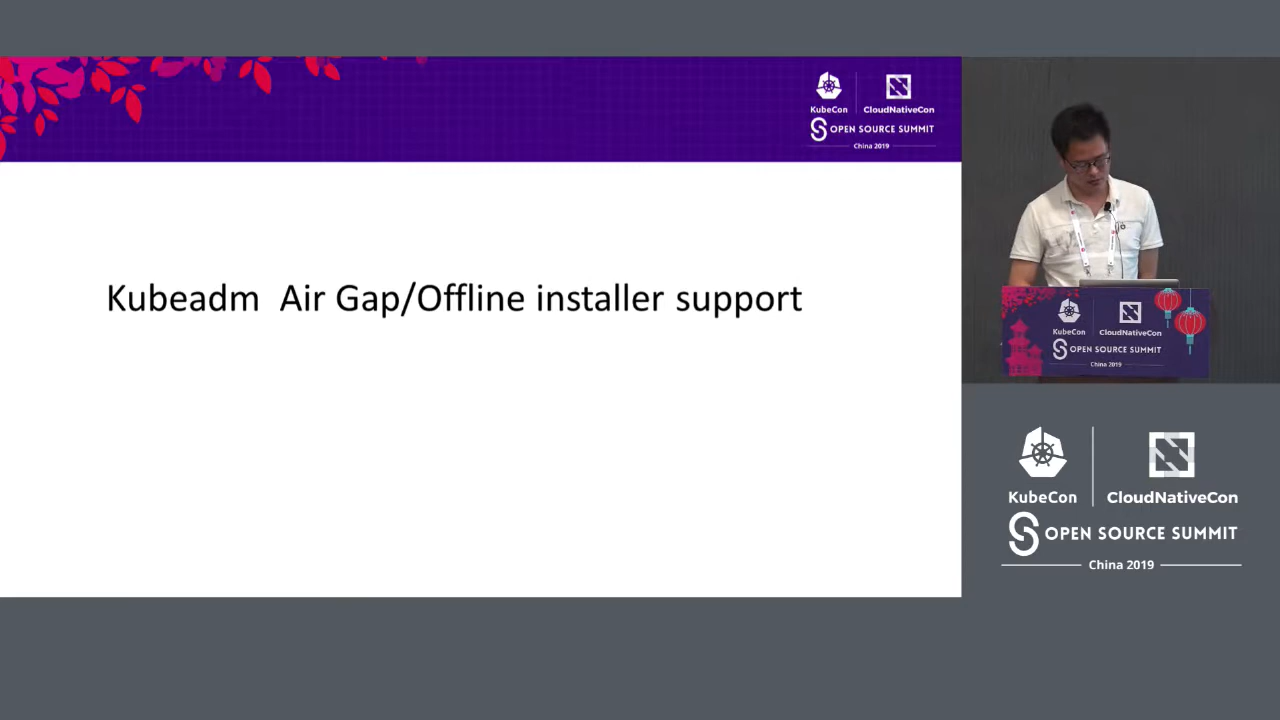 KubeCon
CloudNativeCon
OPEN SOURCE SUMMIT
China 2019
Kubeadm Air Gap/Offline installer support
KubeCon
CloudNativeCon
OPEN SOURCE SUMMIT
China 2019
KubeCon
CloudNativeCon
OPEN SOURCE SUMMIT
China 2019